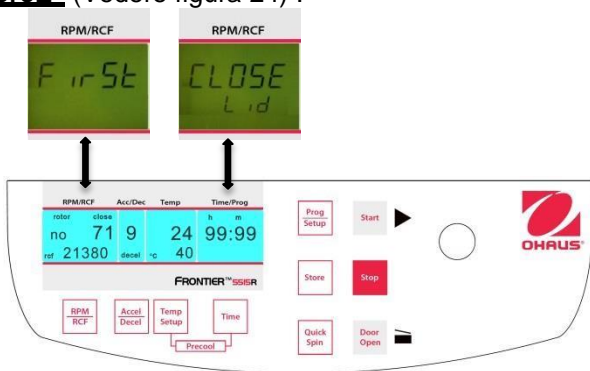 (Vedere figura 24) .
RPM/RCF RPM/RCF
FirSt CLOSE
Lid
RPM/RCF Acc/Dec Temp Time/Prog
rotor close h m
no 71 9 24 99:99
rcf 21380 decel °c 40
FRONTIER™ 5515R
RPM
RCF
Accel
Decel
Temp
Setup
Time
Precool
Prog
Setup
Start
Store
Stop
Quick
Spin
Door
Open
OHAUS®